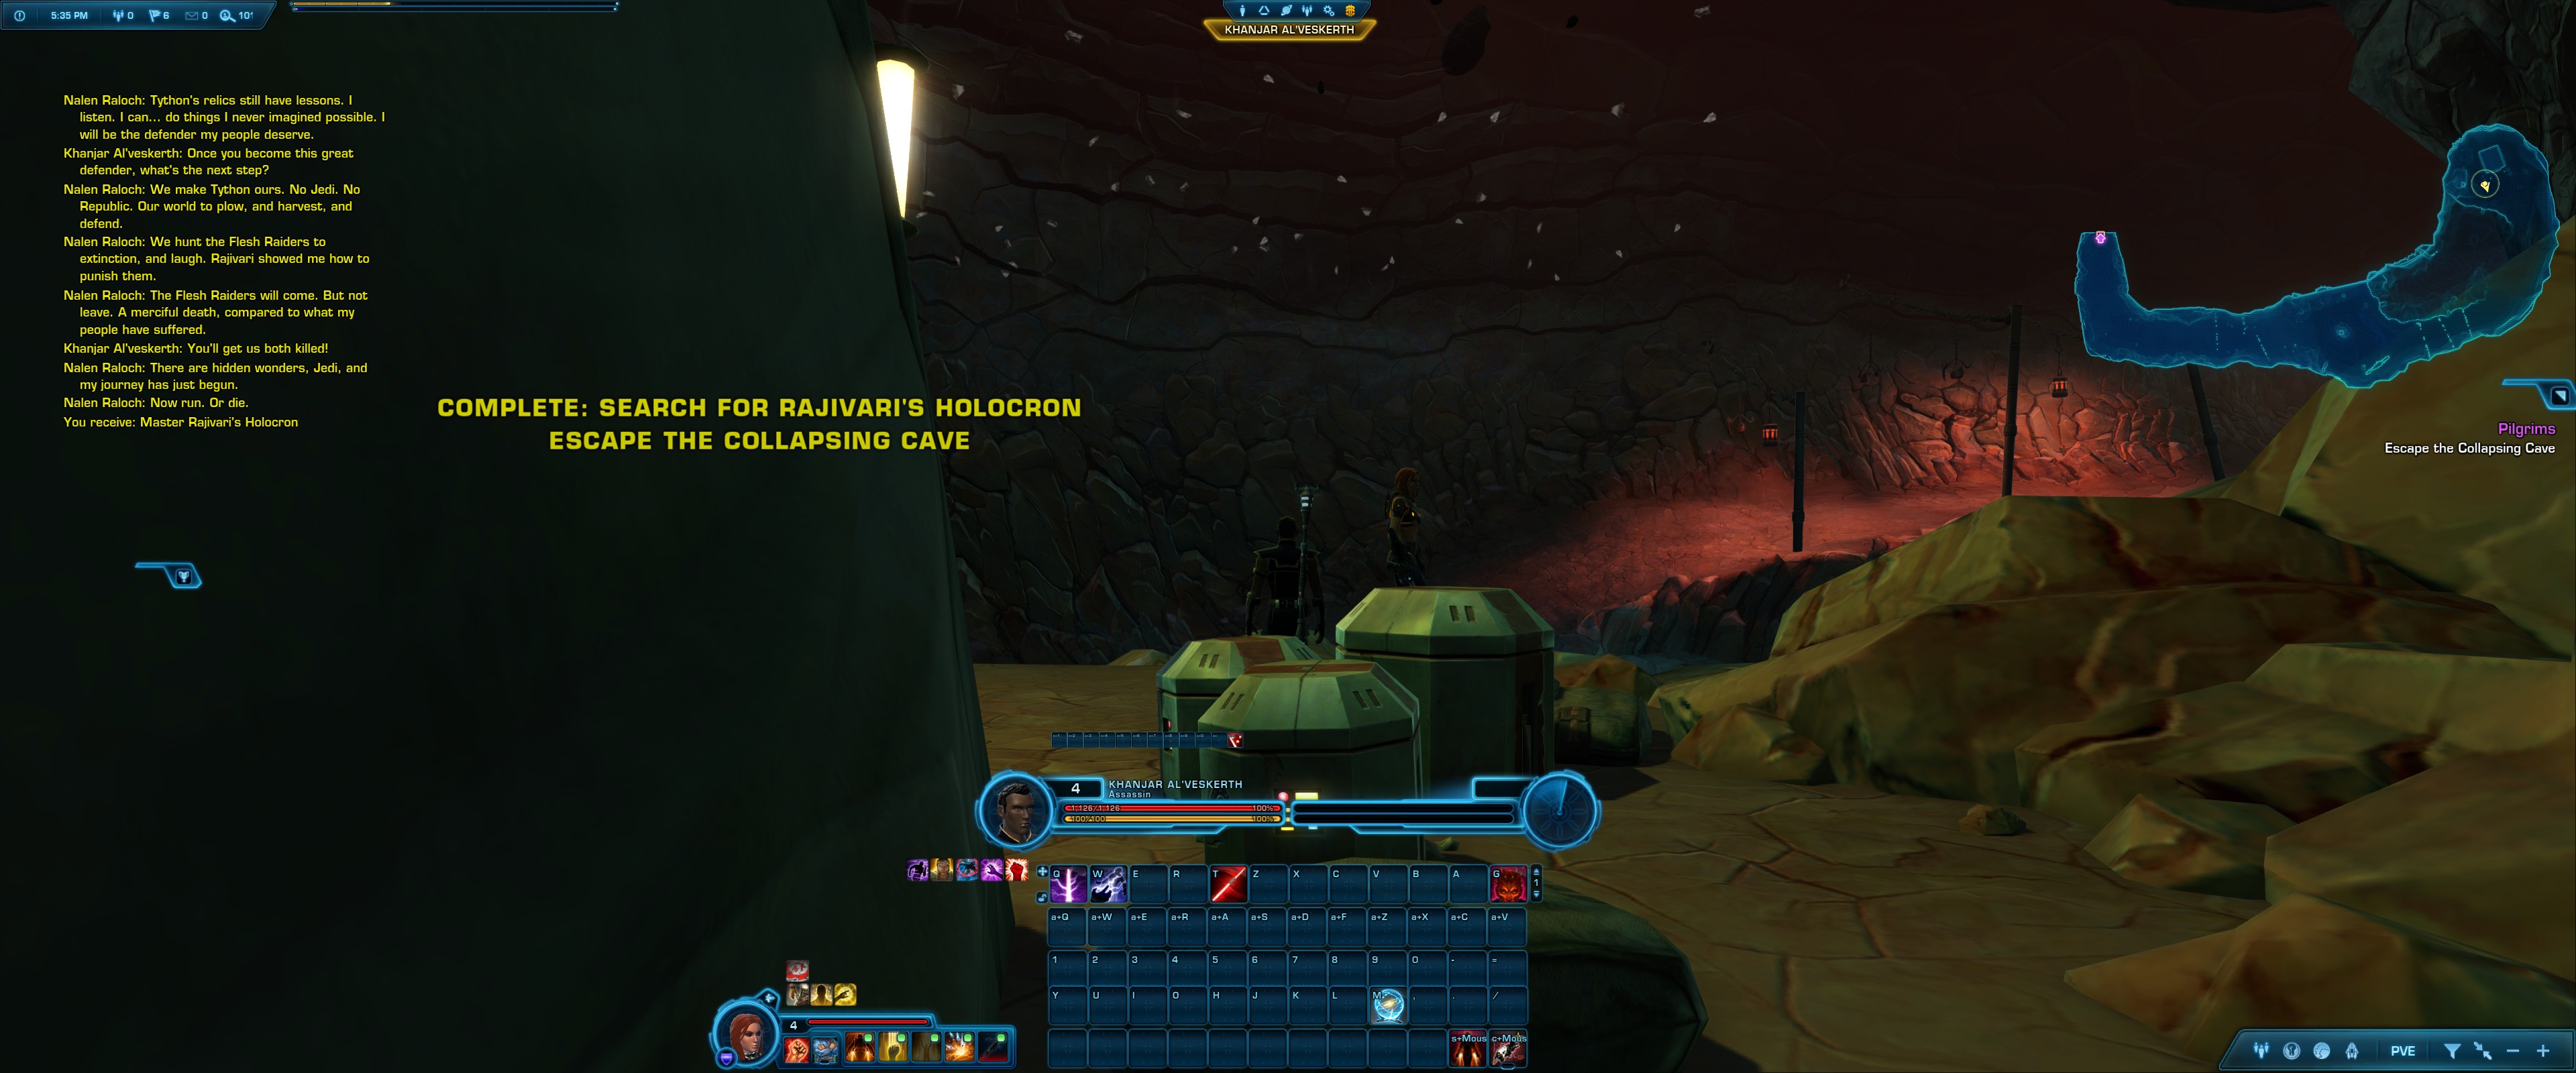 5:35 PM 0 6 0 10
KHANJAR AL'VESKERTH
Nalen Raloch: Tython's relics still have lessons. I
listen. I can... do things I never imagined possible. I
will be the defender my people deserve.
Khanjar Al'veskerth: Once you become this great
defender, what's the next step?
Nalen Raloch: We make Tython ours. No Jedi. No
Republic. Our world to plow, and harvest, and
defend.
Nalen Raloch: We hunt the Flesh Raiders to
extinction, and laugh. Rajivari showed me how to
punish them.
Nalen Raloch: The Flesh Raiders will come. But not
leave. A merciful death, compared to what my
people have suffered.
Khanjar Al'veskerth: You'll get us both killed!
Nalen Raloch: There are hidden wonders, Jedi, and
my journey has just begun.
Nalen Raloch: Now run. Or die.
You receive: Master Rajivari's Holocron
COMPLETE: SEARCH FOR RAJIVARI'S HOLOCRON
ESCAPE THE COLLAPSING CAVE
Pilgrims
Escape the Collapsing Cave
4
KHANJAR AL'VESKERTH
Assassin
1,126/1,126 100%
100/100 100%
Q W E R T Z X C V B A G
1
a+Q a+W a+E a+R a+A a+S a+D a+F a+Z a+X a+C a+V
1 2 3 4 5 6 7 8 9 0 - =
Y U I O H J K L M , . /
s+Mous c+Mous
4
PVE